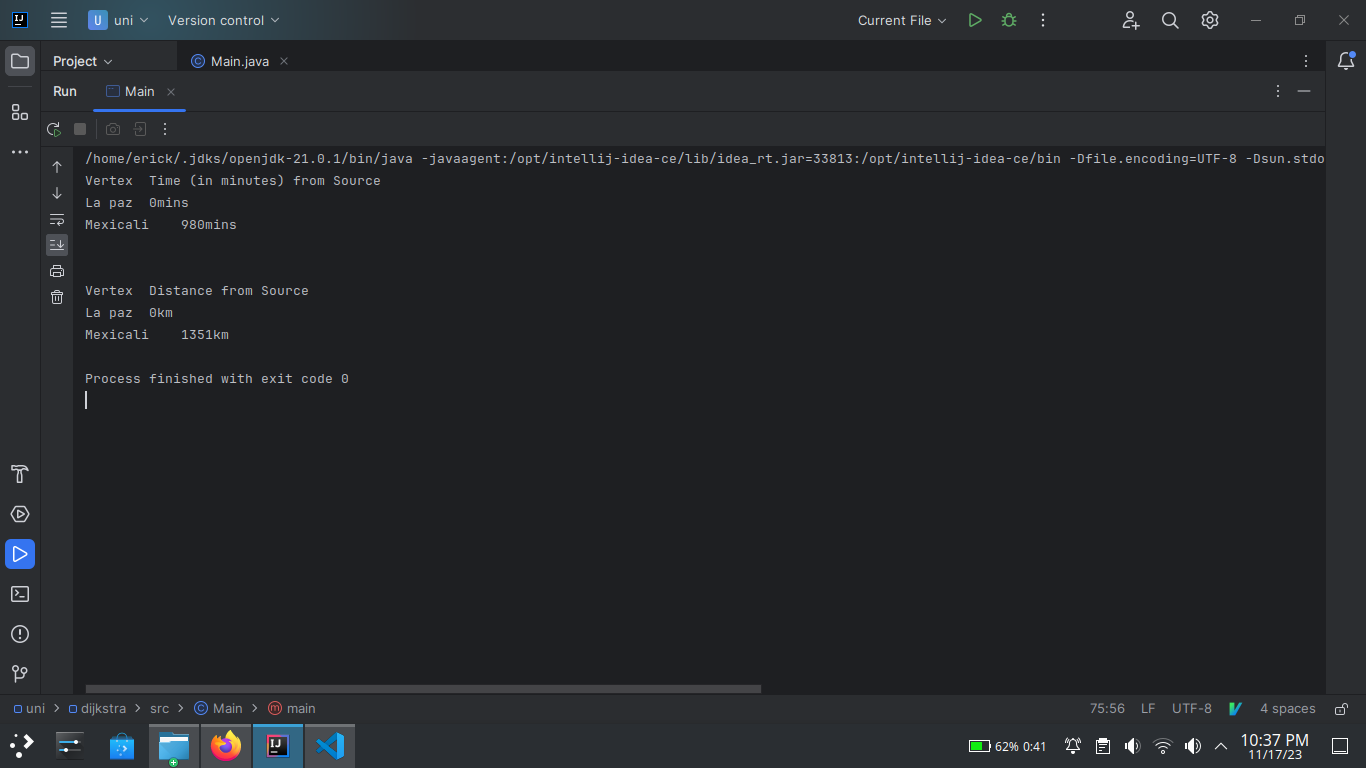 U uni Version control Current File
Project Main.java
Run Main
/home/erick/.jdks/openjdk-21.0.1/bin/java -javaagent:/opt/intellij-idea-ce/lib/idea_rt.jar=33813:/opt/intellij-idea-ce/bin -Dfile.encoding=UTF-8 -Dsun.stdo
Vertex Time (in minutes) from Source
La paz 0mins
Mexicali 980mins
Vertex Distance from Source
La paz 0km
Mexicali 1351km
Process finished with exit code 0
uni > dijkstra > src > Main > main 75:56 LF UTF-8 4 spaces
62% 0:41 10:37 PM
11/17/23